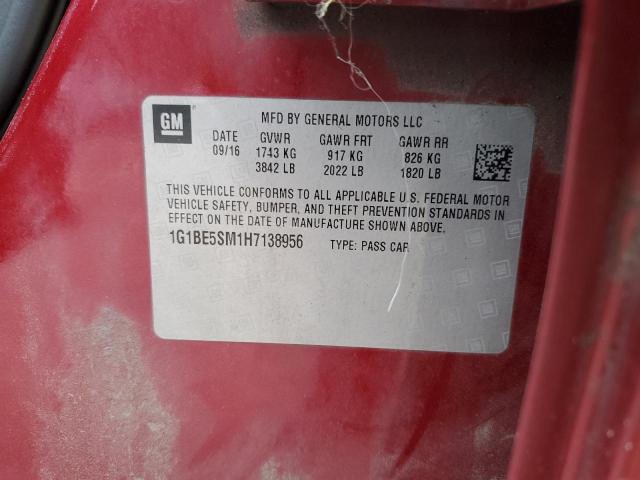 GM
MFD BY GENERAL MOTORS LLC
DATE GVWR GAWR FRT GAWR RR
09/16 1743 KG 917 KG 826 KG
3842 LB 2022 LB 1820 LB
THIS VEHICLE CONFORMS TO ALL APPLICABLE U.S. FEDERAL MOTOR
VEHICLE SAFETY, BUMPER, AND THEFT PREVENTION STANDARDS IN
EFFECT ON THE DATE OF MANUFACTURE SHOWN ABOVE.
1G1BE5SM1H7138956 TYPE: PASS CAR